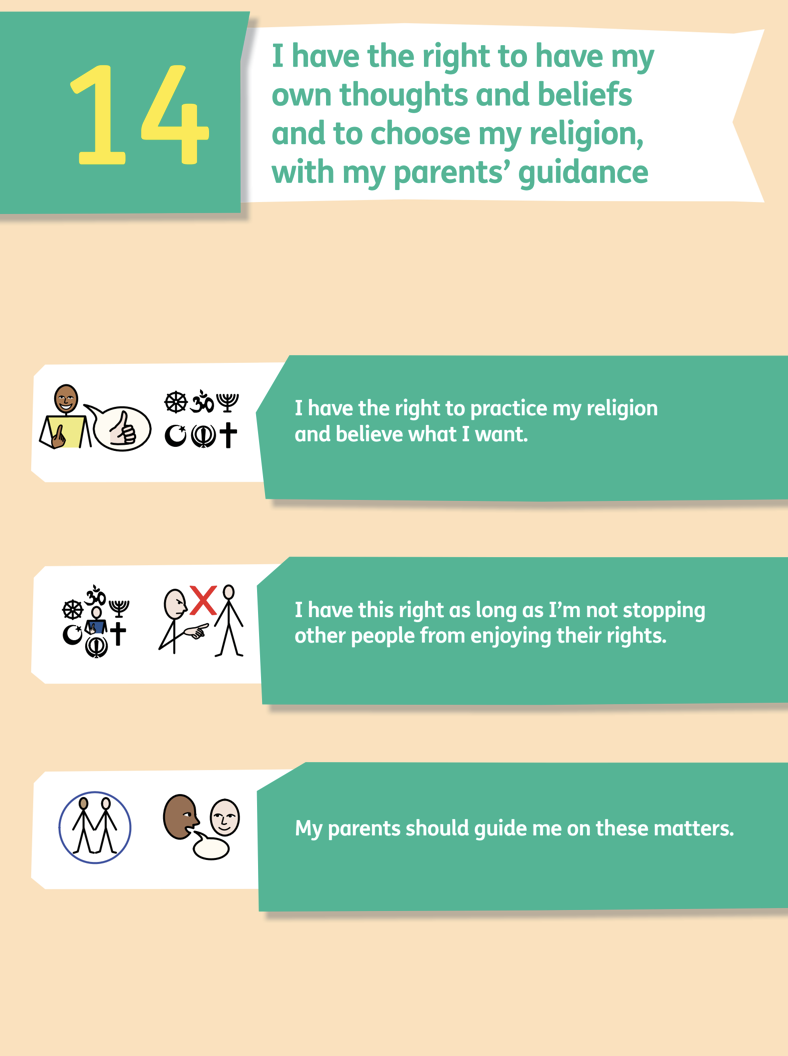 14
I have the right to have my
own thoughts and beliefs
and to choose my religion,
with my parents’ guidance
I have the right to practice my religion
and believe what I want.
I have this right as long as I’m not stopping
other people from enjoying their rights.
My parents should guide me on these matters.